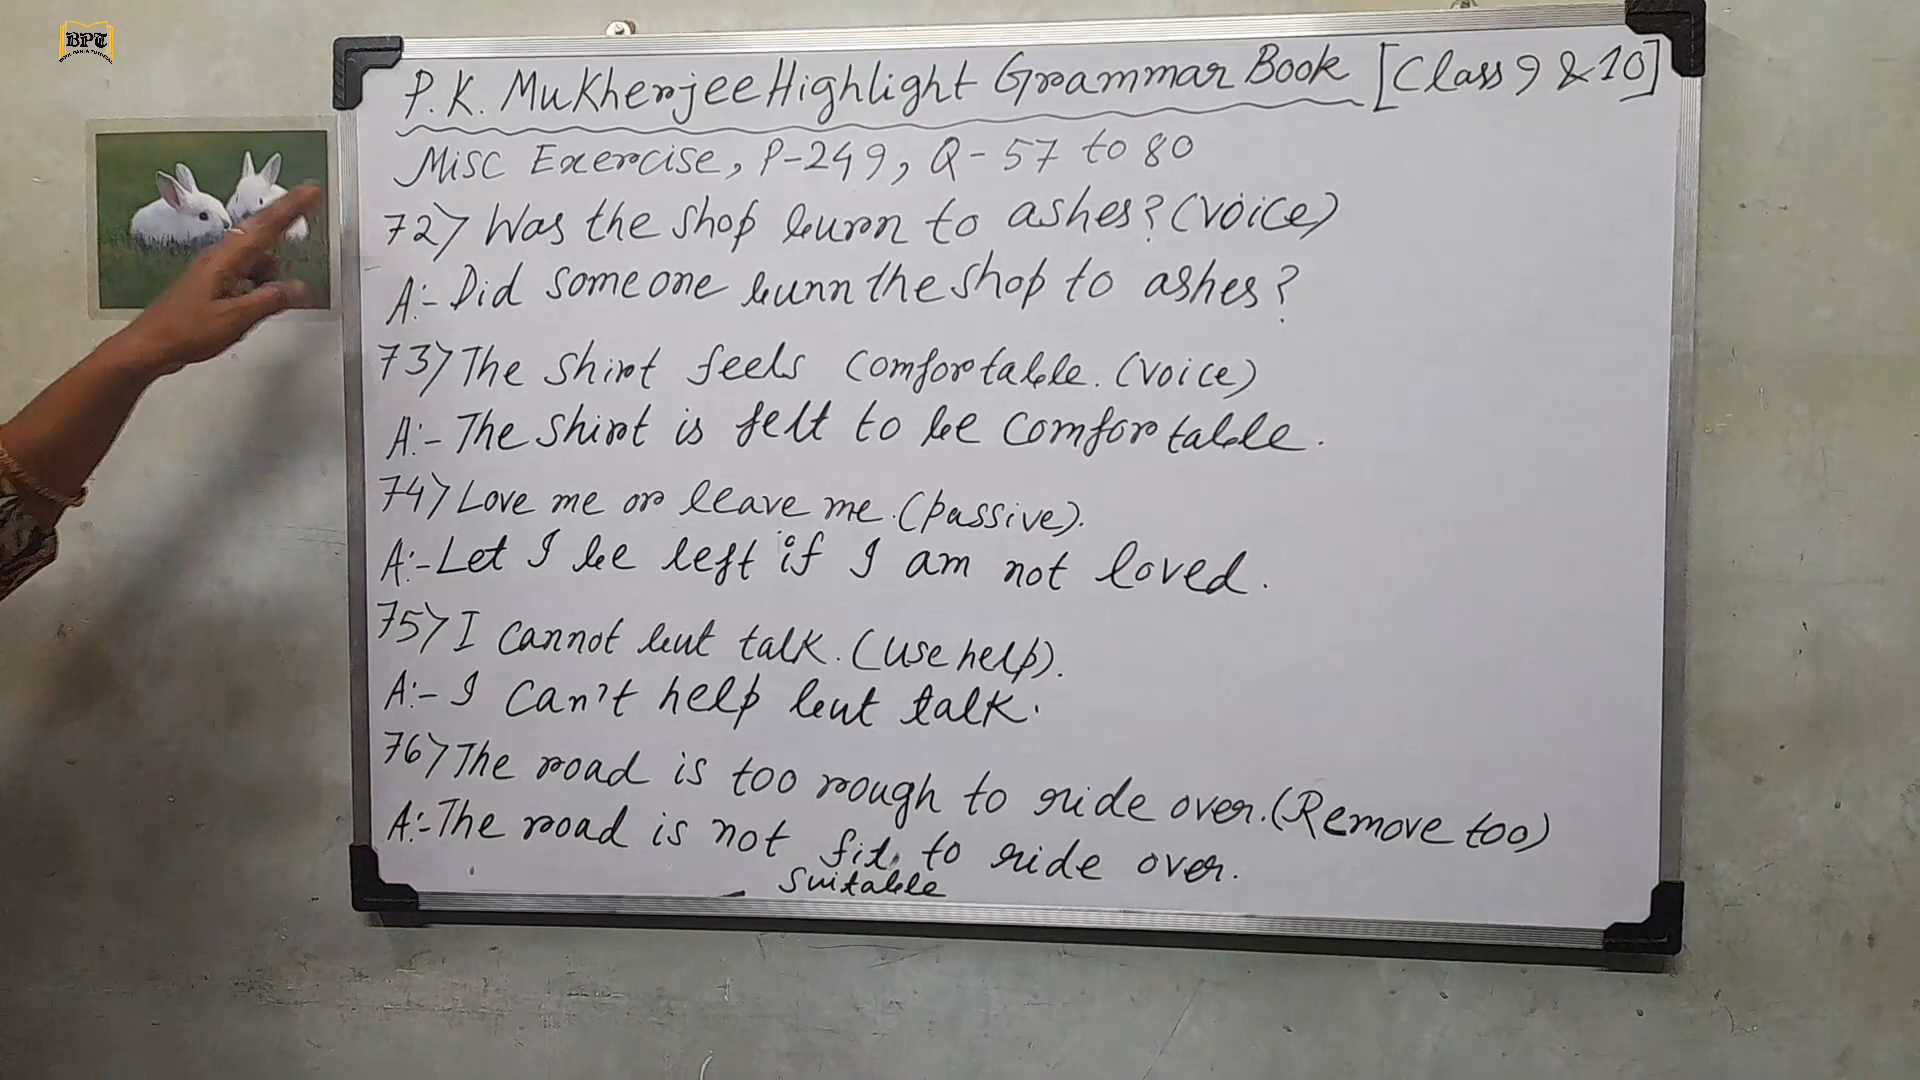 BPT
P.K. Mukherjee Highlight Grammar Book [Class 9 & 10]
Misc Exercise, P-249, Q-57 to 80
72) Was the shop burn to ashes? (voice)
A:- Did someone burn the shop to ashes?
73) The shirt feels comfortable. (voice)
A:- The shirt is felt to be comfortable.
74) Love me or leave me. (passive).
A:- Let I be left if I am not loved.
75) I cannot but talk. (use help).
A:- I can't help but talk.
76) The road is too rough to ride over. (Remove too)
A:- The road is not fit to ride over.
suitable